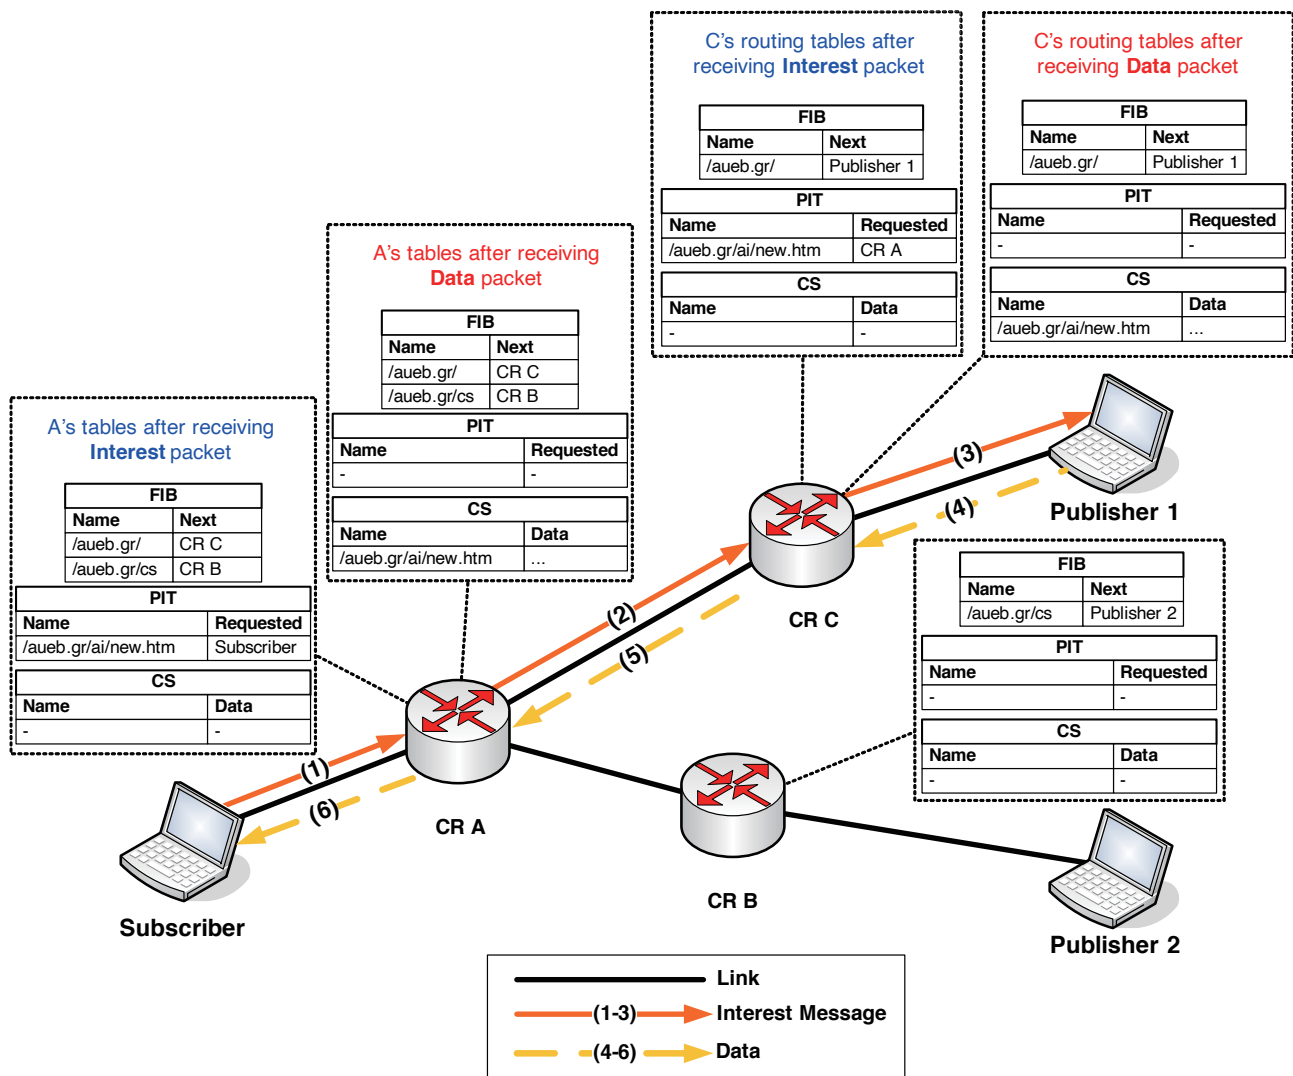 C's routing tables after
receiving Interest packet
FIB
Name Next
/aueb.gr/ Publisher 1
PIT
Name Requested
/aueb.gr/ai/new.htm CR A
CS
Name Data
- -
C's routing tables after
receiving Data packet
FIB
Name Next
/aueb.gr/ Publisher 1
PIT
Name Requested
- -
CS
Name Data
/aueb.gr/ai/new.htm ...
A's tables after receiving
Data packet
FIB
Name Next
/aueb.gr/ CR C
/aueb.gr/cs CR B
PIT
Name Requested
- -
CS
Name Data
/aueb.gr/ai/new.htm ...
A's tables after receiving
Interest packet
FIB
Name Next
/aueb.gr/ CR C
/aueb.gr/cs CR B
PIT
Name Requested
/aueb.gr/ai/new.htm Subscriber
CS
Name Data
- -
(3)
(4)
Publisher 1
(2)
(5)
CR C
FIB
Name Next
/aueb.gr/cs Publisher 2
PIT
Name Requested
- -
CS
Name Data
- -
(1)
(6)
CR A
CR B
Subscriber
Publisher 2
Link
(1-3) Interest Message
(4-6) Data